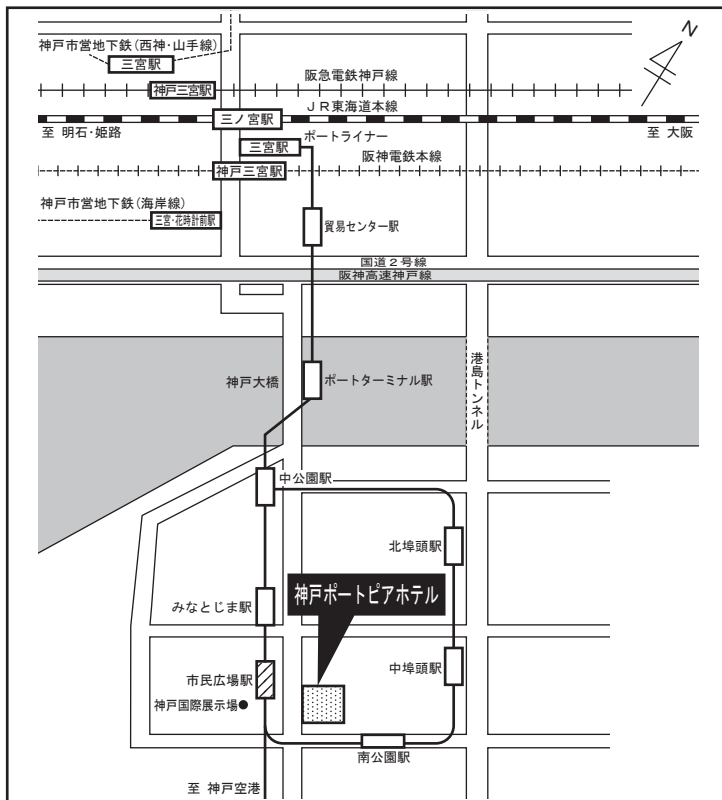 神戸市営地下鉄(西神・山手線)
N
三宮駅
阪急電鉄神戸線
神戸三宮駅
JR東海道本線
三ノ宮駅
至 明石・姫路
ポートライナー
至 大阪
三宮駅
阪神電鉄本線
神戸三宮駅
神戸市営地下鉄(海岸線)
三宮・花時計前駅
貿易センター駅
国道2号線
阪神高速神戸線
神戸大橋
ポートターミナル駅
港島トンネル
中公園駅
北埠頭駅
神戸ポートピアホテル
みなとじま駅
市民広場駅
中埠頭駅
神戸国際展示場●
南公園駅
至 神戸空港